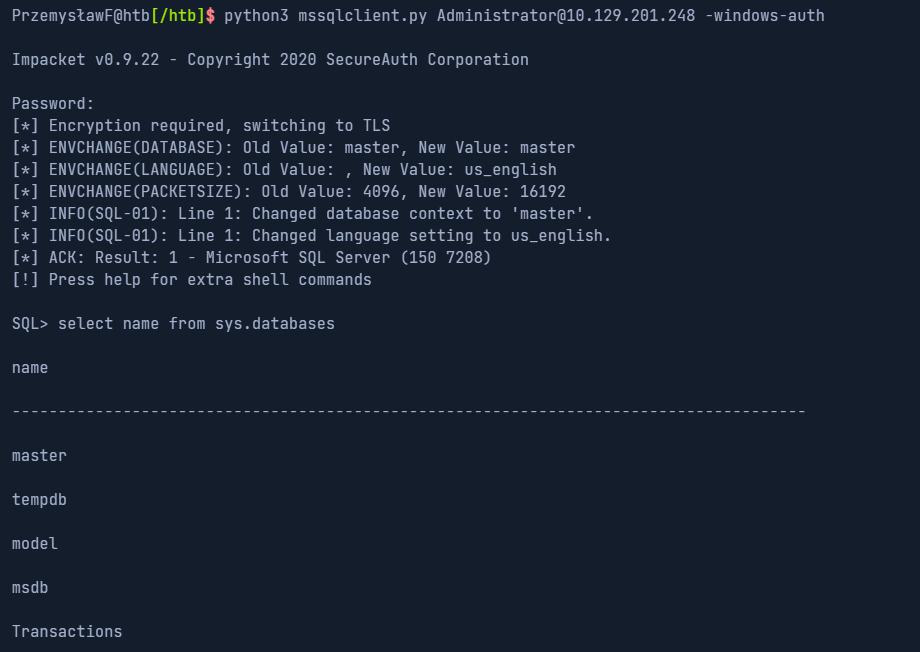 PrzemysławF@htb[/htb]$ python3 mssqlclient.py Administrator@10.129.201.248 -windows-auth
Impacket v0.9.22 - Copyright 2020 SecureAuth Corporation
Password:
[*] Encryption required, switching to TLS
[*] ENVCHANGE(DATABASE): Old Value: master, New Value: master
[*] ENVCHANGE(LANGUAGE): Old Value: , New Value: us_english
[*] ENVCHANGE(PACKETSIZE): Old Value: 4096, New Value: 16192
[*] INFO(SQL-01): Line 1: Changed database context to 'master'.
[*] INFO(SQL-01): Line 1: Changed language setting to us_english.
[*] ACK: Result: 1 - Microsoft SQL Server (150 7208)
[!] Press help for extra shell commands
SQL> select name from sys.databases
name
--------------------------------------------------------------------------------------
master
tempdb
model
msdb
Transactions